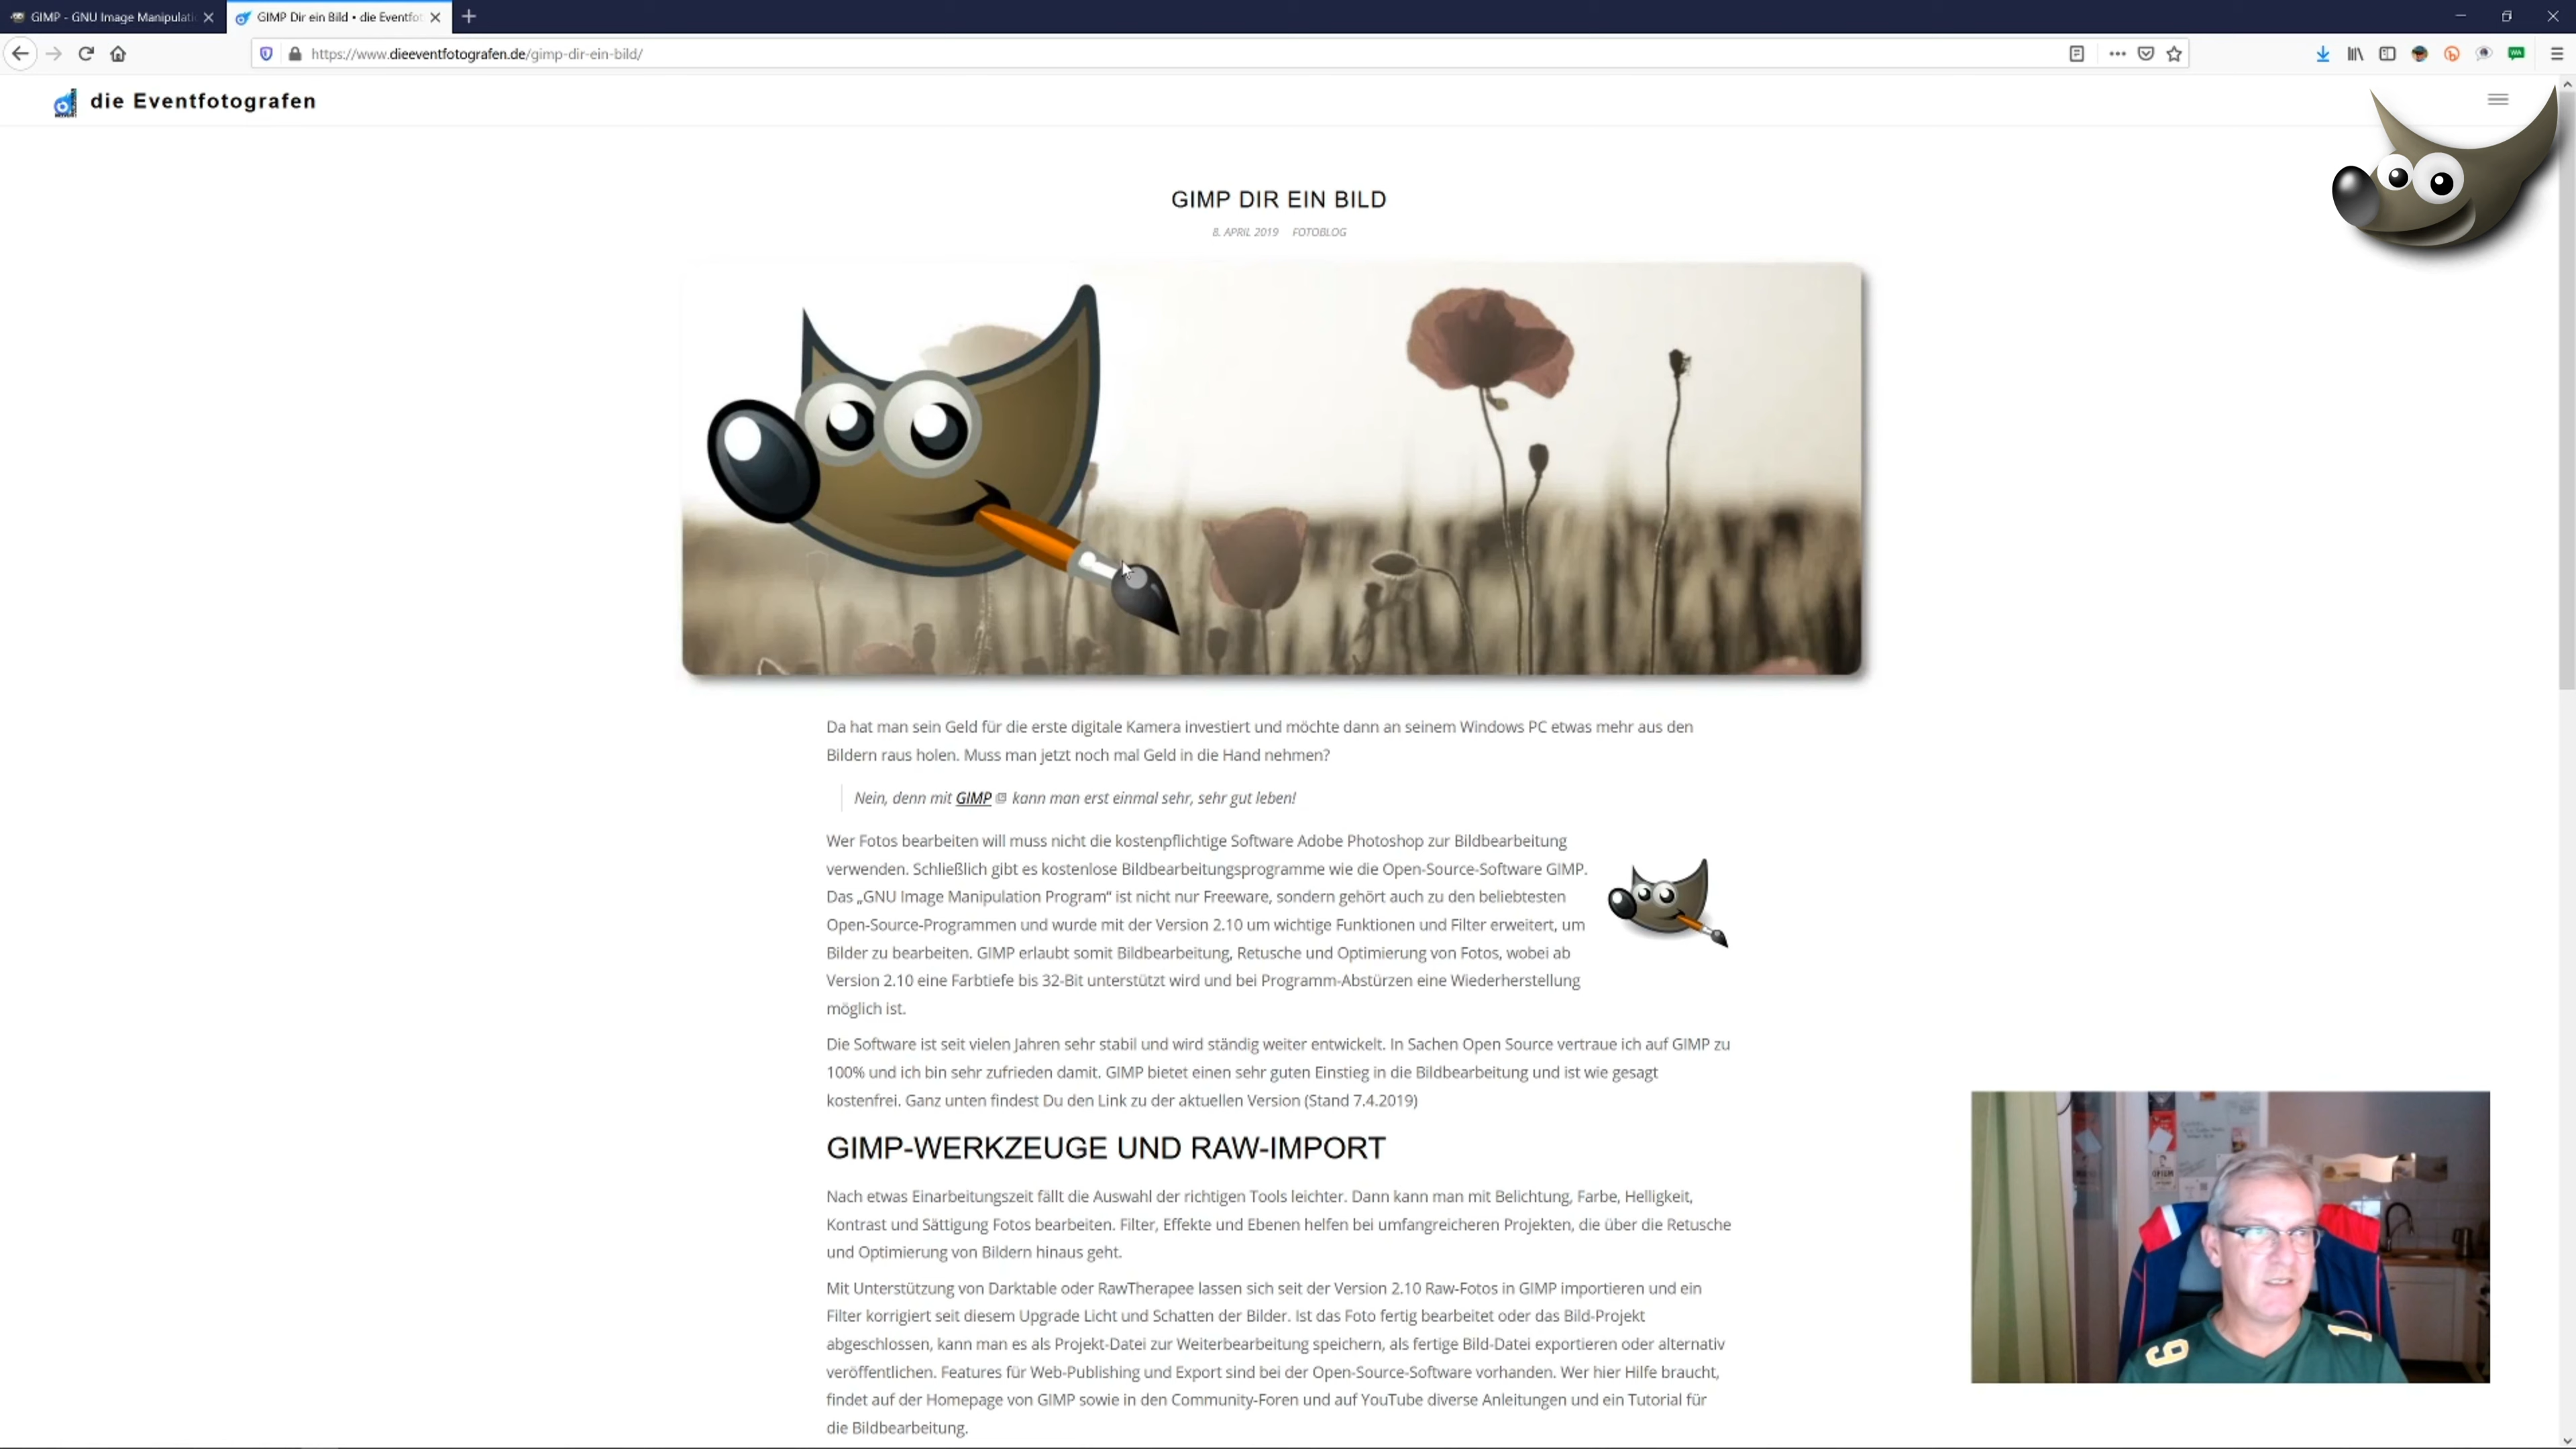 GIMP - GNU Image Manipulati
GIMP Dir ein Bild • die Eventfot
https://www.dieeventfotografen.de/gimp-dir-ein-bild/
die Eventfotografen
GIMP DIR EIN BILD
8. APRIL 2019 FOTOBLOG
Da hat man sein Geld für die erste digitale Kamera investiert und möchte dann an seinem Windows PC etwas mehr aus den
Bildern raus holen. Muss man jetzt noch mal Geld in die Hand nehmen?
Nein, denn mit GIMP kann man erst einmal sehr, sehr gut leben!
Wer Fotos bearbeiten will muss nicht die kostenpflichtige Software Adobe Photoshop zur Bildbearbeitung
verwenden. Schließlich gibt es kostenlose Bildbearbeitungsprogramme wie die Open-Source-Software GIMP.
Das „GNU Image Manipulation Program“ ist nicht nur Freeware, sondern gehört auch zu den beliebtesten
Open-Source-Programmen und wurde mit der Version 2.10 um wichtige Funktionen und Filter erweitert, um
Bilder zu bearbeiten. GIMP erlaubt somit Bildbearbeitung, Retusche und Optimierung von Fotos, wobei ab
Version 2.10 eine Farbtiefe bis 32-Bit unterstützt wird und bei Programm-Abstürzen eine Wiederherstellung
möglich ist.
Die Software ist seit vielen Jahren sehr stabil und wird ständig weiter entwickelt. In Sachen Open Source vertraue ich auf GIMP zu
100% und ich bin sehr zufrieden damit. GIMP bietet einen sehr guten Einstieg in die Bildbearbeitung und ist wie gesagt
kostenfrei. Ganz unten findest Du den Link zu der aktuellen Version (Stand 7.4.2019)
GIMP-WERKZEUGE UND RAW-IMPORT
Nach etwas Einarbeitungszeit fällt die Auswahl der richtigen Tools leichter. Dann kann man mit Belichtung, Farbe, Helligkeit,
Kontrast und Sättigung Fotos bearbeiten. Filter, Effekte und Ebenen helfen bei umfangreicheren Projekten, die über die Retusche
und Optimierung von Bildern hinaus geht.
Mit Unterstützung von Darktable oder RawTherapee lassen sich seit der Version 2.10 Raw-Fotos in GIMP importieren und ein
Filter korrigiert seit diesem Upgrade Licht und Schatten der Bilder. Ist das Foto fertig bearbeitet oder das Bild-Projekt
abgeschlossen, kann man es als Projekt-Datei zur Weiterbearbeitung speichern, als fertige Bild-Datei exportieren oder alternativ
veröffentlichen. Features für Web-Publishing und Export sind bei der Open-Source-Software vorhanden. Wer hier Hilfe braucht,
findet auf der Homepage von GIMP sowie in den Community-Foren und auf YouTube diverse Anleitungen und ein Tutorial für
die Bildbearbeitung.